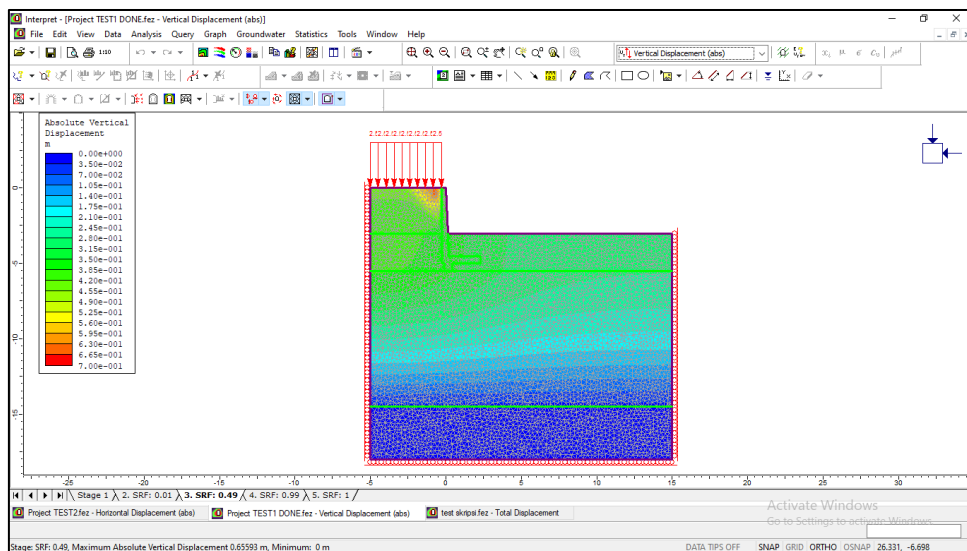 Interpret - [Project TEST1 DONE.fez - Vertical Displacement (abs)]
File Edit View Data Analysis Query Graph Groundwater Statistics Tools Window Help
1:10
Vertical Displacement (abs)
Absolute Vertical
Displacement
m
0.00e+000
3.50e-002
7.00e-002
1.05e-001
1.40e-001
1.75e-001
2.10e-001
2.45e-001
2.80e-001
3.15e-001
3.50e-001
3.85e-001
4.20e-001
4.55e-001
4.90e-001
5.25e-001
5.60e-001
5.95e-001
6.30e-001
6.65e-001
7.00e-001
0
-5
-10
-15
-25 -20 -15 -10 -5 0 5 10 15 20 25 30
Stage 1 2. SRF: 0.01 3. SRF: 0.49 4. SRF: 0.99 5. SRF: 1
Project TEST2.fez - Horizontal Displacement (abs) Project TEST1 DONE.fez - Vertical Displacement (abs) test skripsi.fez - Total Displacement
Activate Windows
Go to Settings to activate Windows.
Stage: SRF: 0.49, Maximum Absolute Vertical Displacement 0.65593 m, Minimum: 0 m DATA TIPS OFF SNAP GRID ORTHO OSNAP 26.331, -6.698